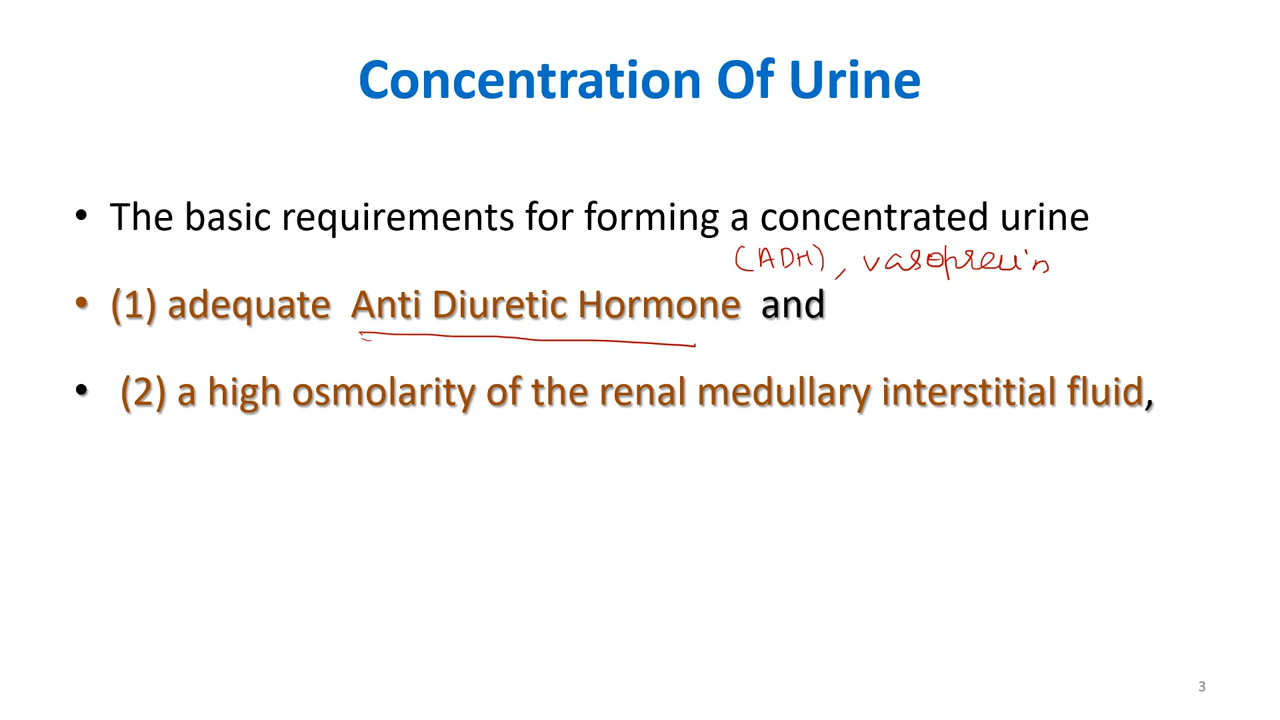 Concentration Of Urine
• The basic requirements for forming a concentrated urine
(ADH), vasopressin
• (1) adequate Anti Diuretic Hormone and
• (2) a high osmolarity of the renal medullary interstitial fluid,
3